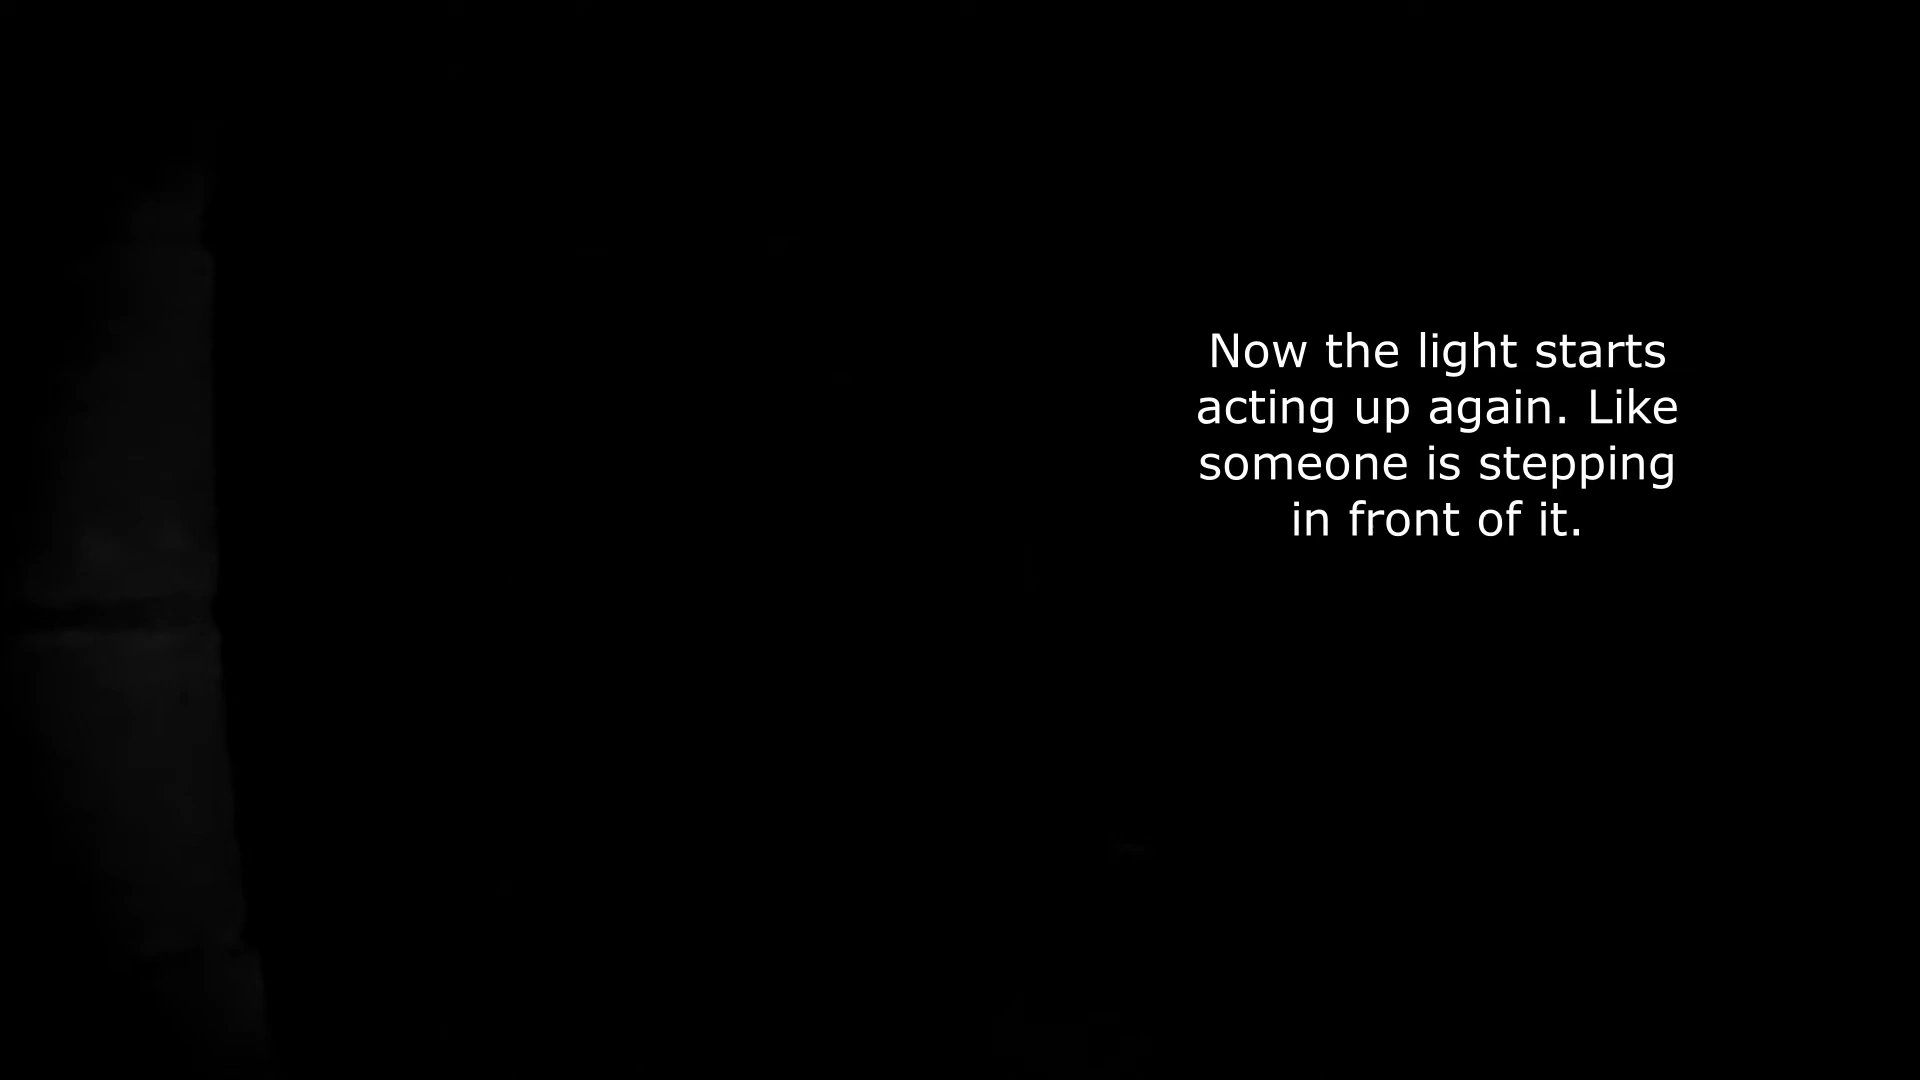 Now the light starts
acting up again. Like
someone is stepping
in front of it.